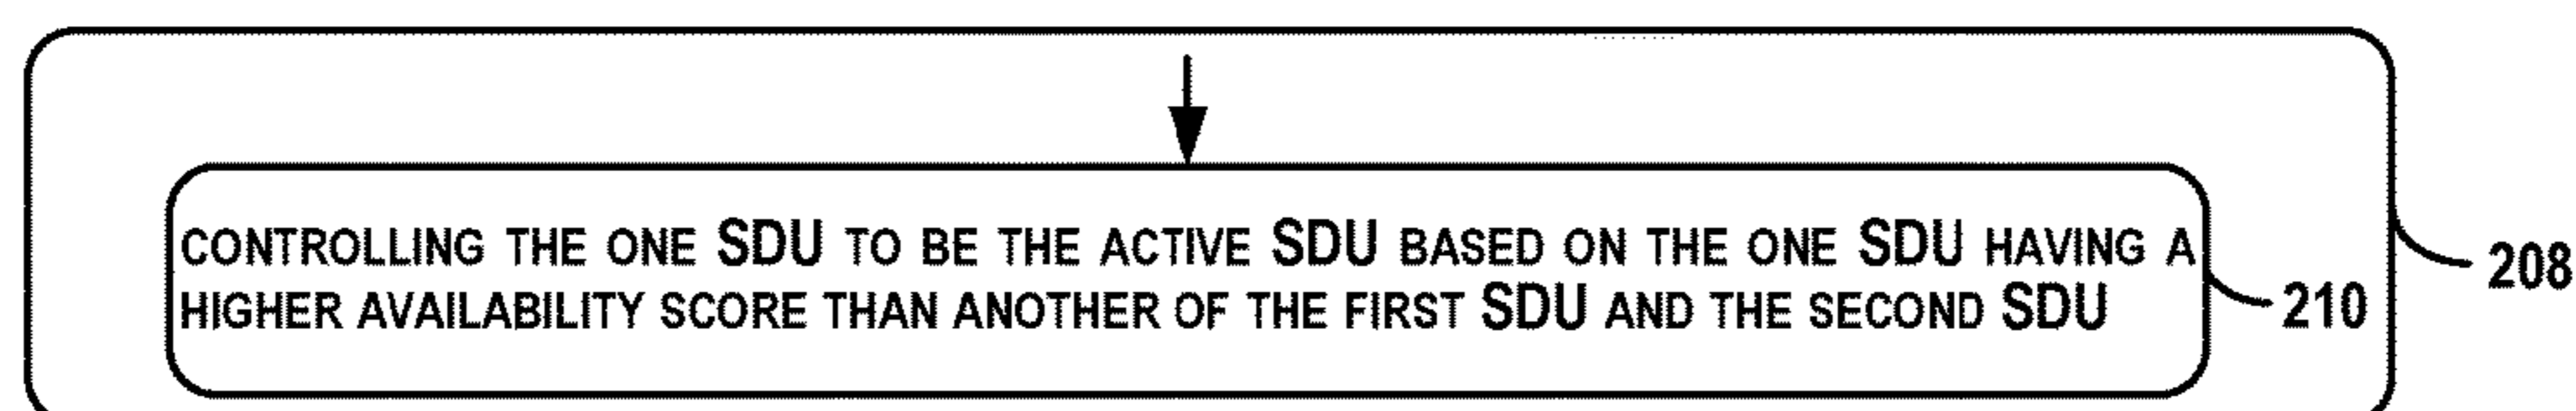 CONTROLLING THE ONE SDU TO BE THE ACTIVE SDU BASED ON THE ONE SDU HAVING A
HIGHER AVAILABILITY SCORE THAN ANOTHER OF THE FIRST SDU AND THE SECOND SDU
210
208